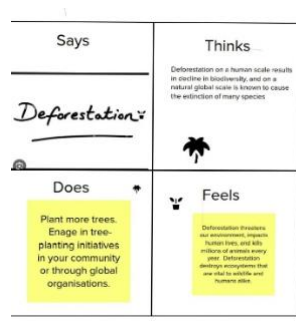 Says
Deforestation
Thinks
Deforestation on a human scale results
in decline in biodiversity, and on a
natural global scale is known to cause
the extinction of many species
Does
Plant more trees.
Enage in tree-
planting initiatives
in your community
or through global
organisations.
Feels
Deforestation threatens
our environment, impacts
human lives, and kills
millions of animals every
year. Deforestation
destroys ecosystems that
are vital to wildlife and
humans alike.